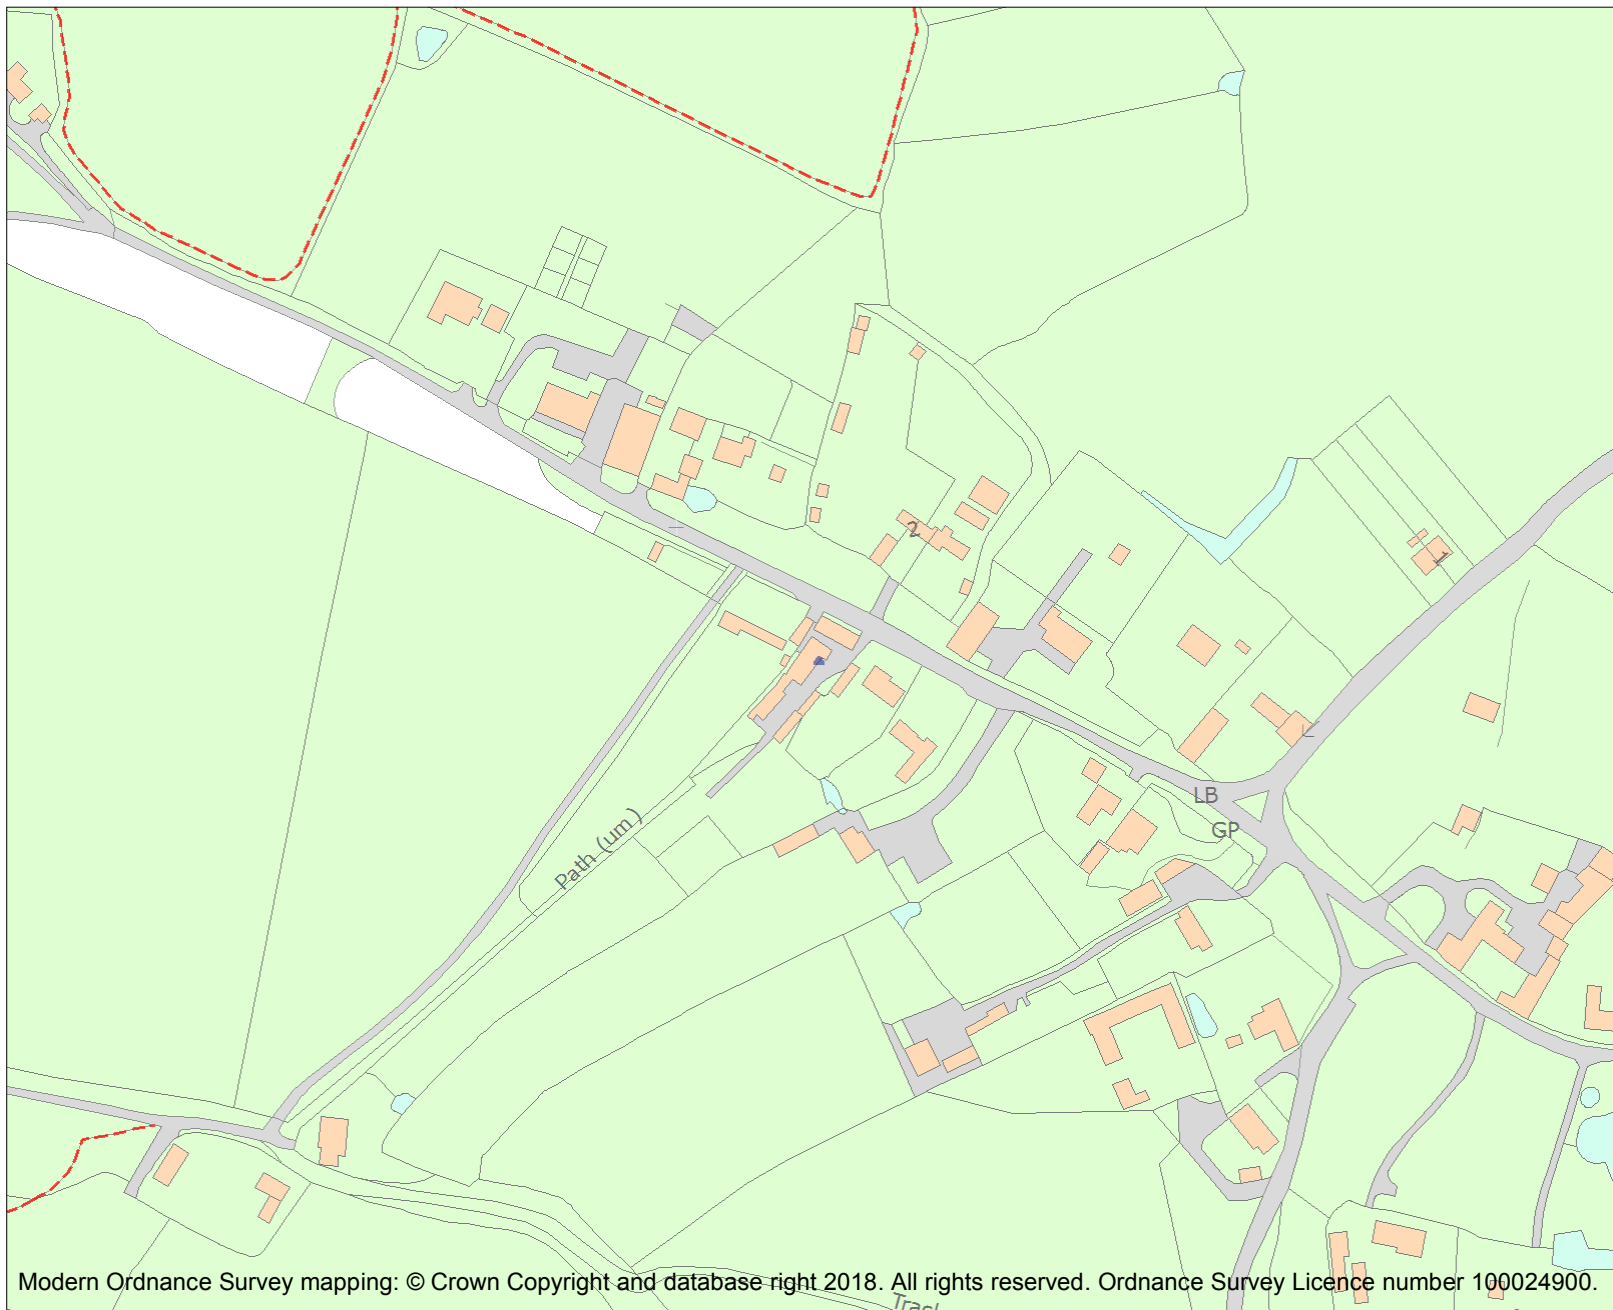 2
1
L
LB
GP
Path (um)
Modern Ordnance Survey mapping: © Crown Copyright and database right 2018. All rights reserved. Ordnance Survey Licence number 100024900.